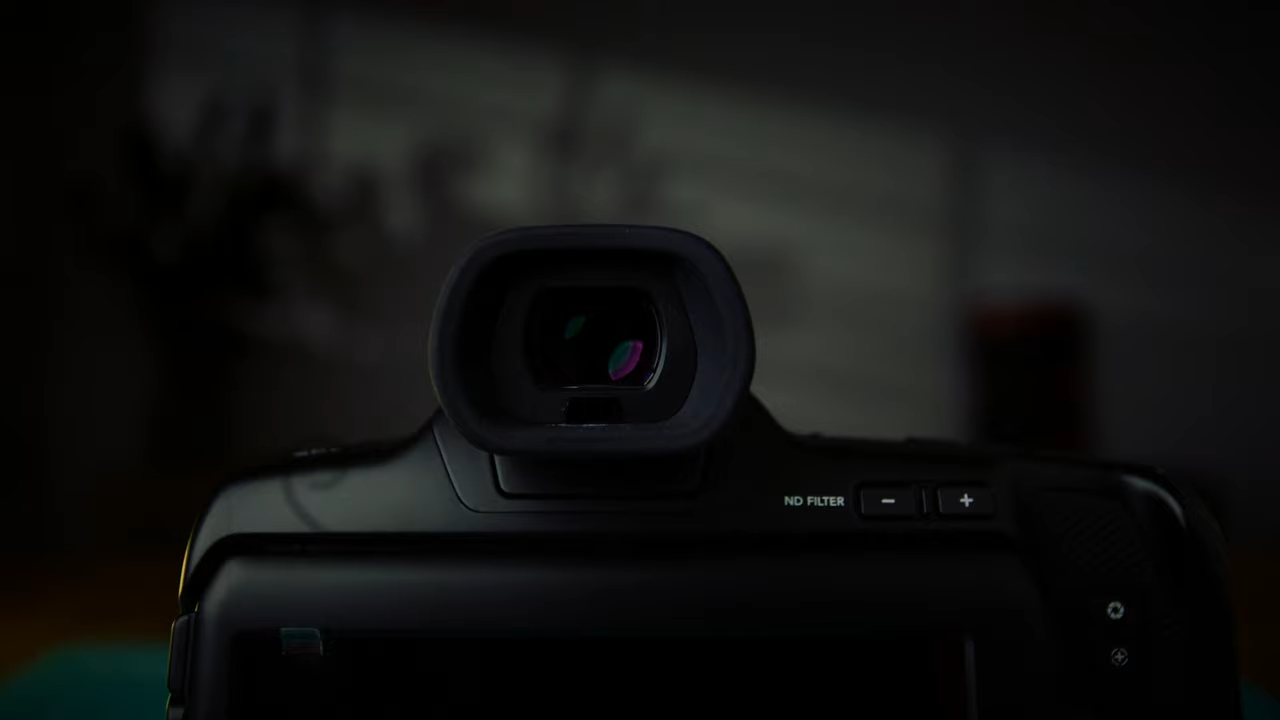 ND FILTER − +